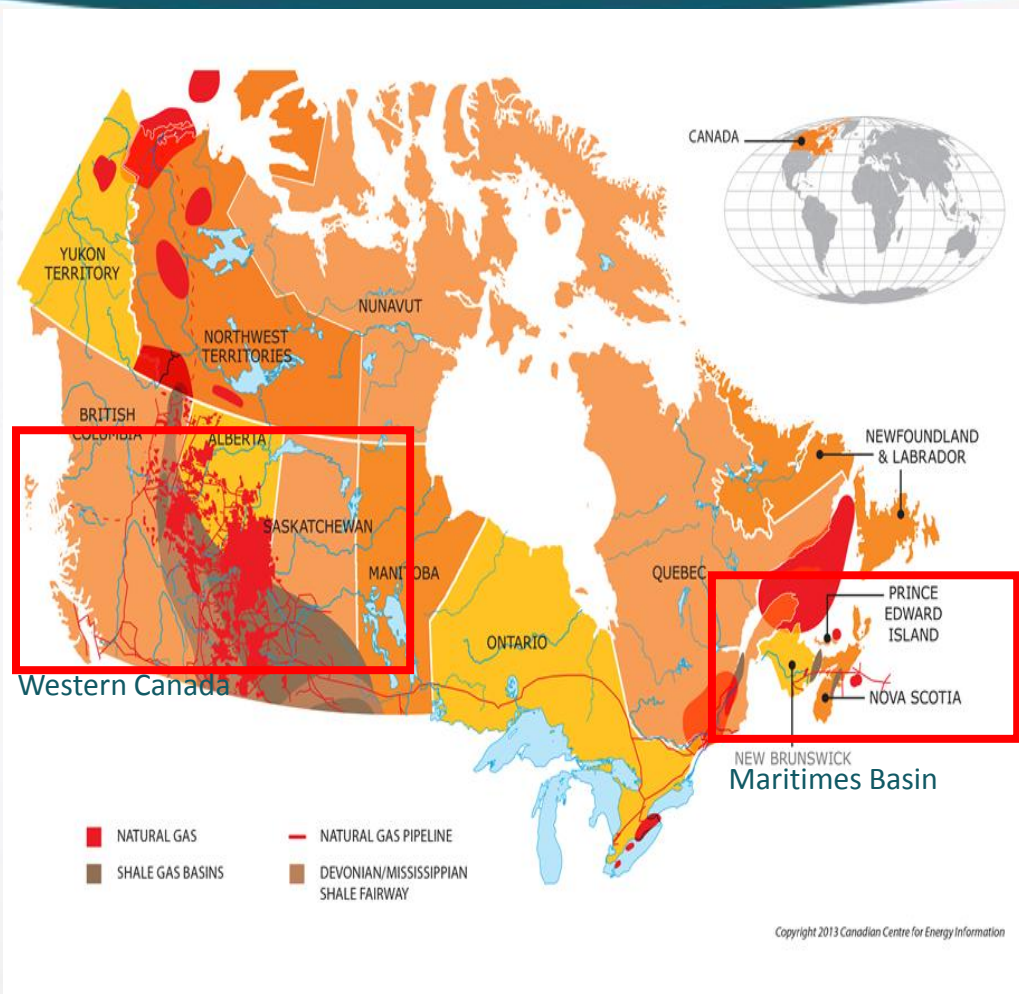 CANADA
YUKON
TERRITORY
NUNAVUT
NORTHWEST
TERRITORIES
BRITISH
COLUMBIA
ALBERTA
NEWFOUNDLAND
& LABRADOR
SASKATCHEWAN
MANITOBA
QUEBEC
PRINCE
EDWARD
ISLAND
ONTARIO
NOVA SCOTIA
Western Canada
NEW BRUNSWICK
Maritimes Basin
NATURAL GAS
NATURAL GAS PIPELINE
SHALE GAS BASINS
DEVONIAN/MISSISSIPPIAN
SHALE FAIRWAY
Copyright 2013 Canadian Centre for Energy Information